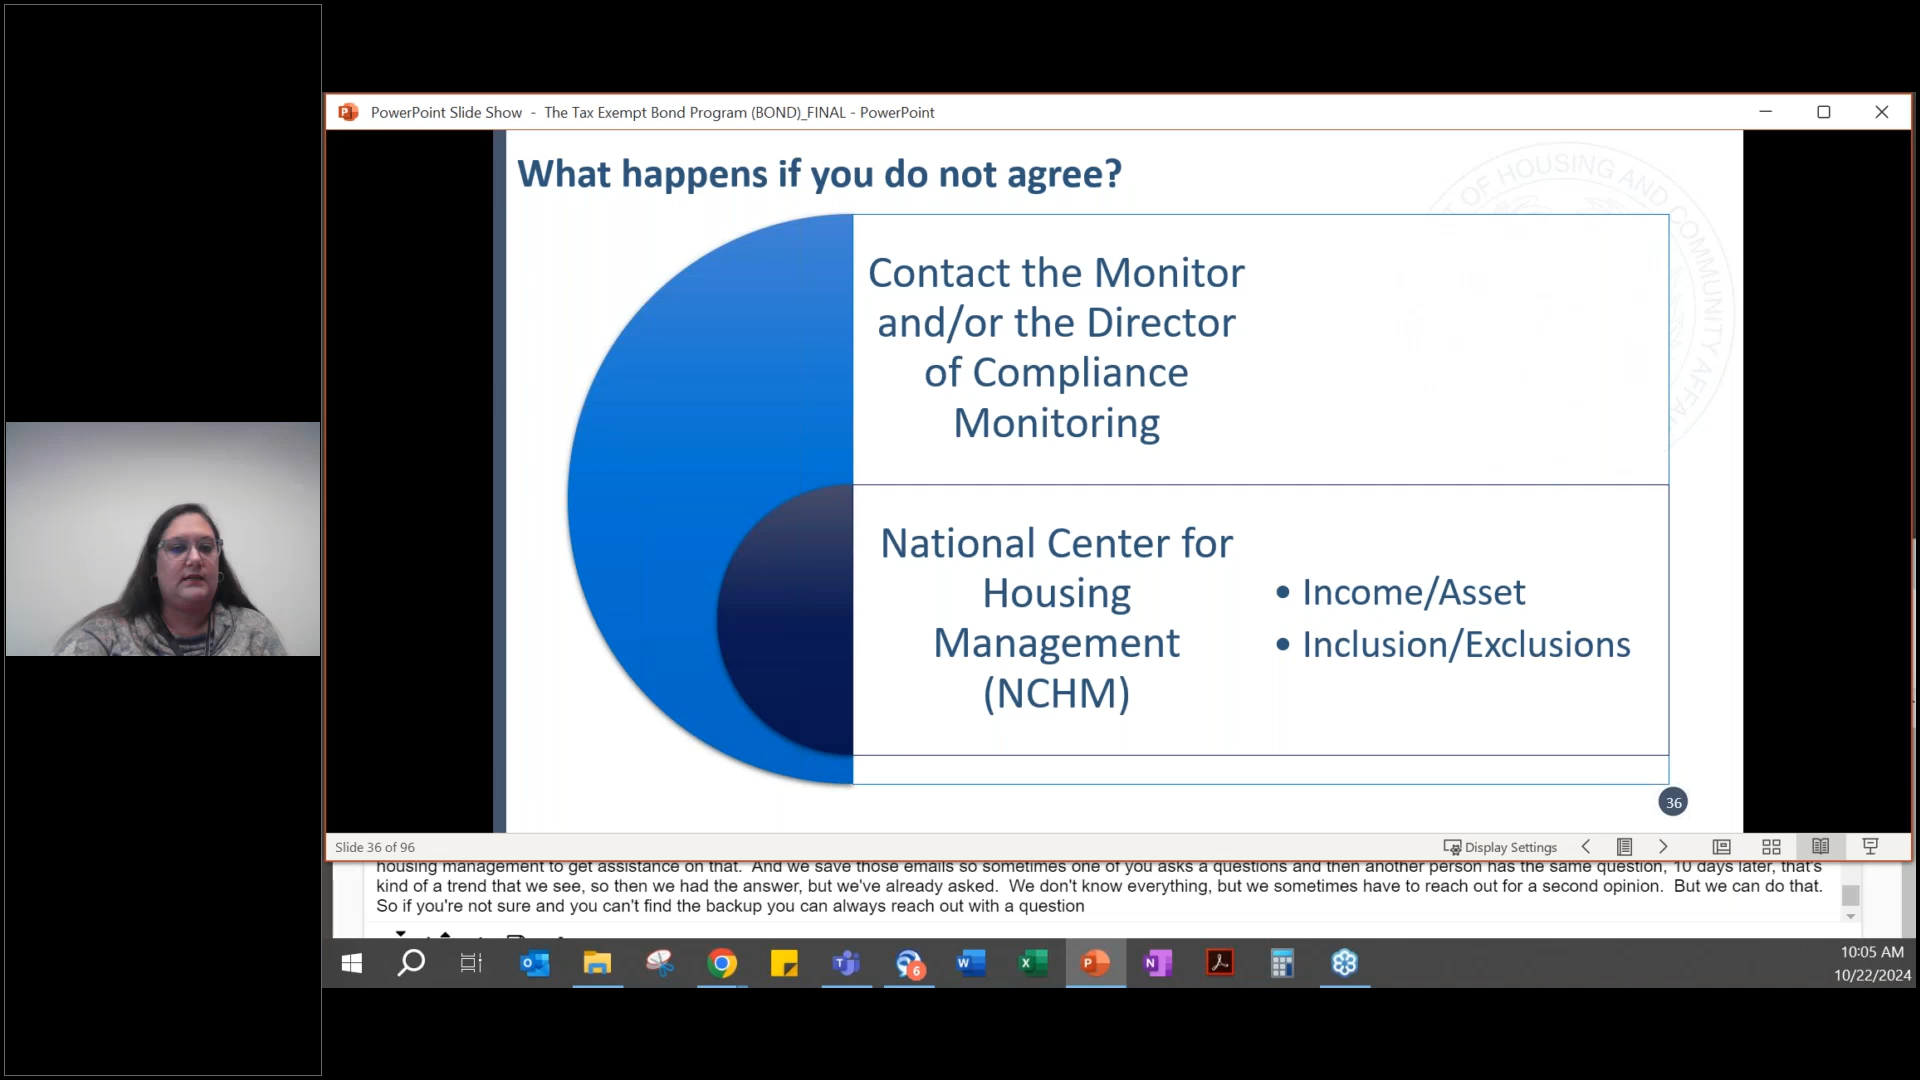 PowerPoint Slide Show - The Tax Exempt Bond Program (BOND)_FINAL - PowerPoint
What happens if you do not agree?
OF HOUSING AND COMMUNITY AFFAI
Contact the Monitor
and/or the Director
of Compliance
Monitoring
National Center for
Housing
Management
(NCHM)
• Income/Asset
• Inclusion/Exclusions
36
Slide 36 of 96
Display Settings
housing management to get assistance on that. And we save those emails so sometimes one of you asks a questions and then another person has the same question, 10 days later, that's
kind of a trend that we see, so then we had the answer, but we've already asked. We don't know everything, but we sometimes have to reach out for a second opinion. But we can do that.
So if you're not sure and you can't find the backup you can always reach out with a question
6
10:05 AM
10/22/2024